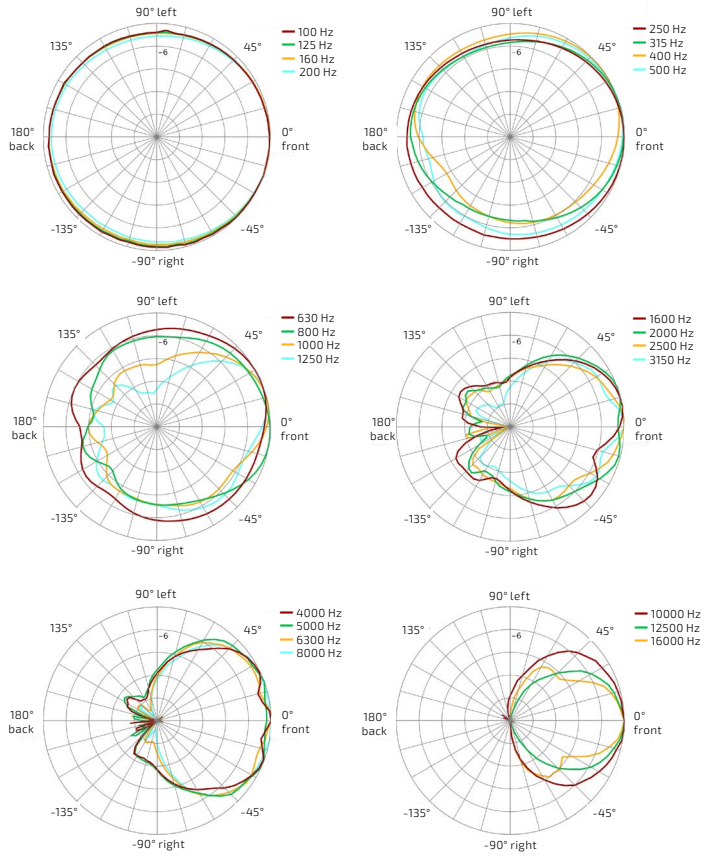 90° left
135°
45°
-6
180°
back
0°
front
-135°
-45°
-90° right
100 Hz
125 Hz
160 Hz
200 Hz
90° left
135°
45°
-6
180°
back
0°
front
-135°
-45°
-90° right
250 Hz
315 Hz
400 Hz
500 Hz
90° left
135°
45°
-6
180°
back
0°
front
-135°
-45°
-90° right
630 Hz
800 Hz
1000 Hz
1250 Hz
90° left
135°
45°
-6
180°
back
0°
front
-135°
-45°
-90° right
1600 Hz
2000 Hz
2500 Hz
3150 Hz
90° left
135°
45°
-6
180°
back
0°
front
-135°
-45°
-90° right
4000 Hz
5000 Hz
6300 Hz
8000 Hz
90° left
135°
45°
-6
180°
back
0°
front
-135°
-45°
-90° right
10000 Hz
12500 Hz
16000 Hz